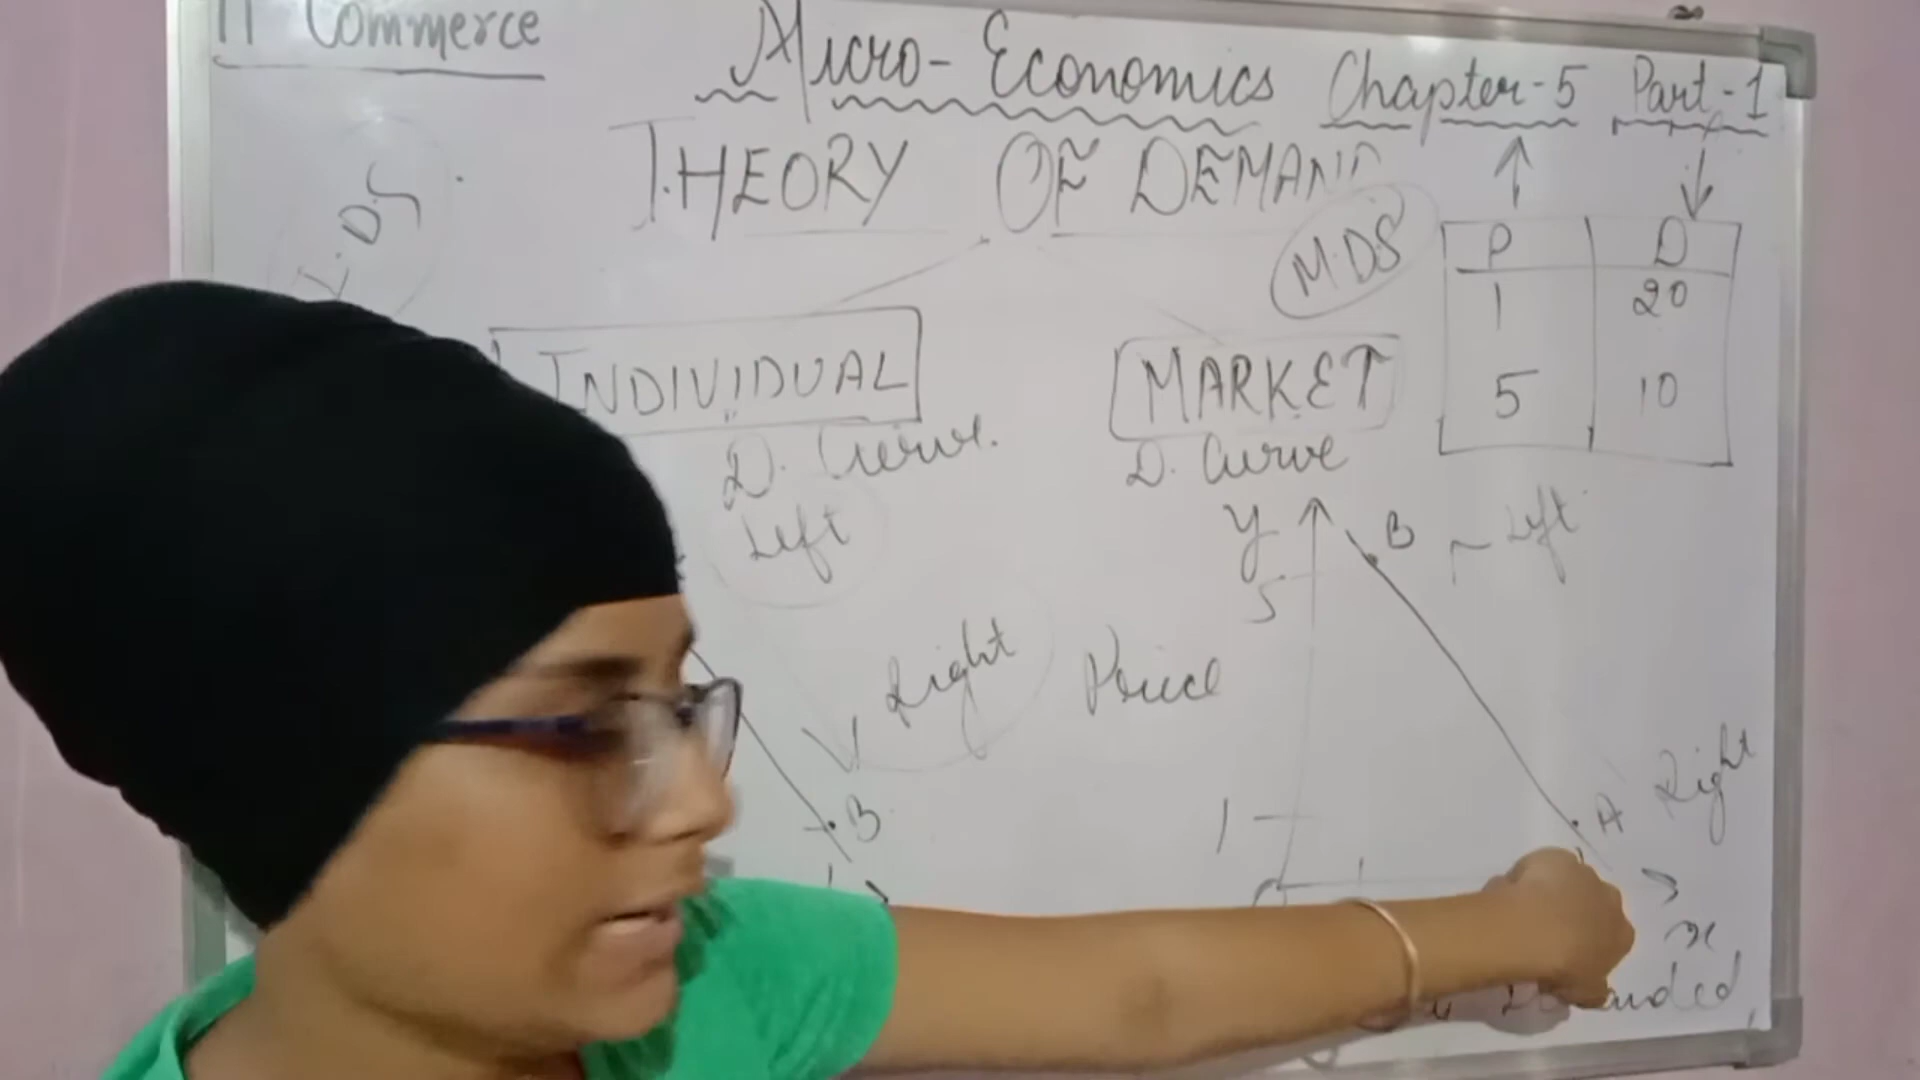 11 Commerce
Micro-Economics Chapter-5 Part-1
THEORY OF DEMAND
I.D.S
M.DS
P D
1 20
5 10
INDIVIDUAL
D. Curve.
Left
Right
B
MARKET
D. Curve
y
5
B
Left
Price
1
A
Right
x